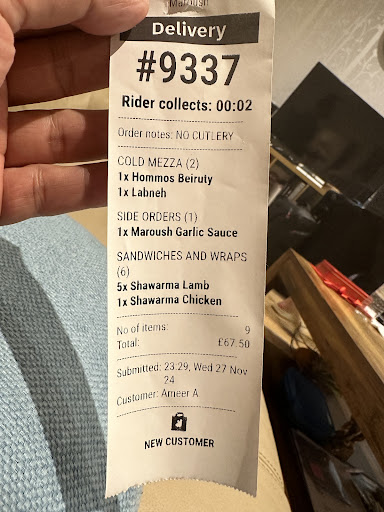 Maroush
Delivery
#9337
Rider collects: 00:02
Order notes: NO CUTLERY
COLD MEZZA (2)
1x Hommos Beiruty
1x Labneh
SIDE ORDERS (1)
1x Maroush Garlic Sauce
SANDWICHES AND WRAPS
(6)
5x Shawarma Lamb
1x Shawarma Chicken
No of items: 9
Total: £67.50
Submitted: 23:29, Wed 27 Nov
24
Customer: Ameer A
NEW CUSTOMER